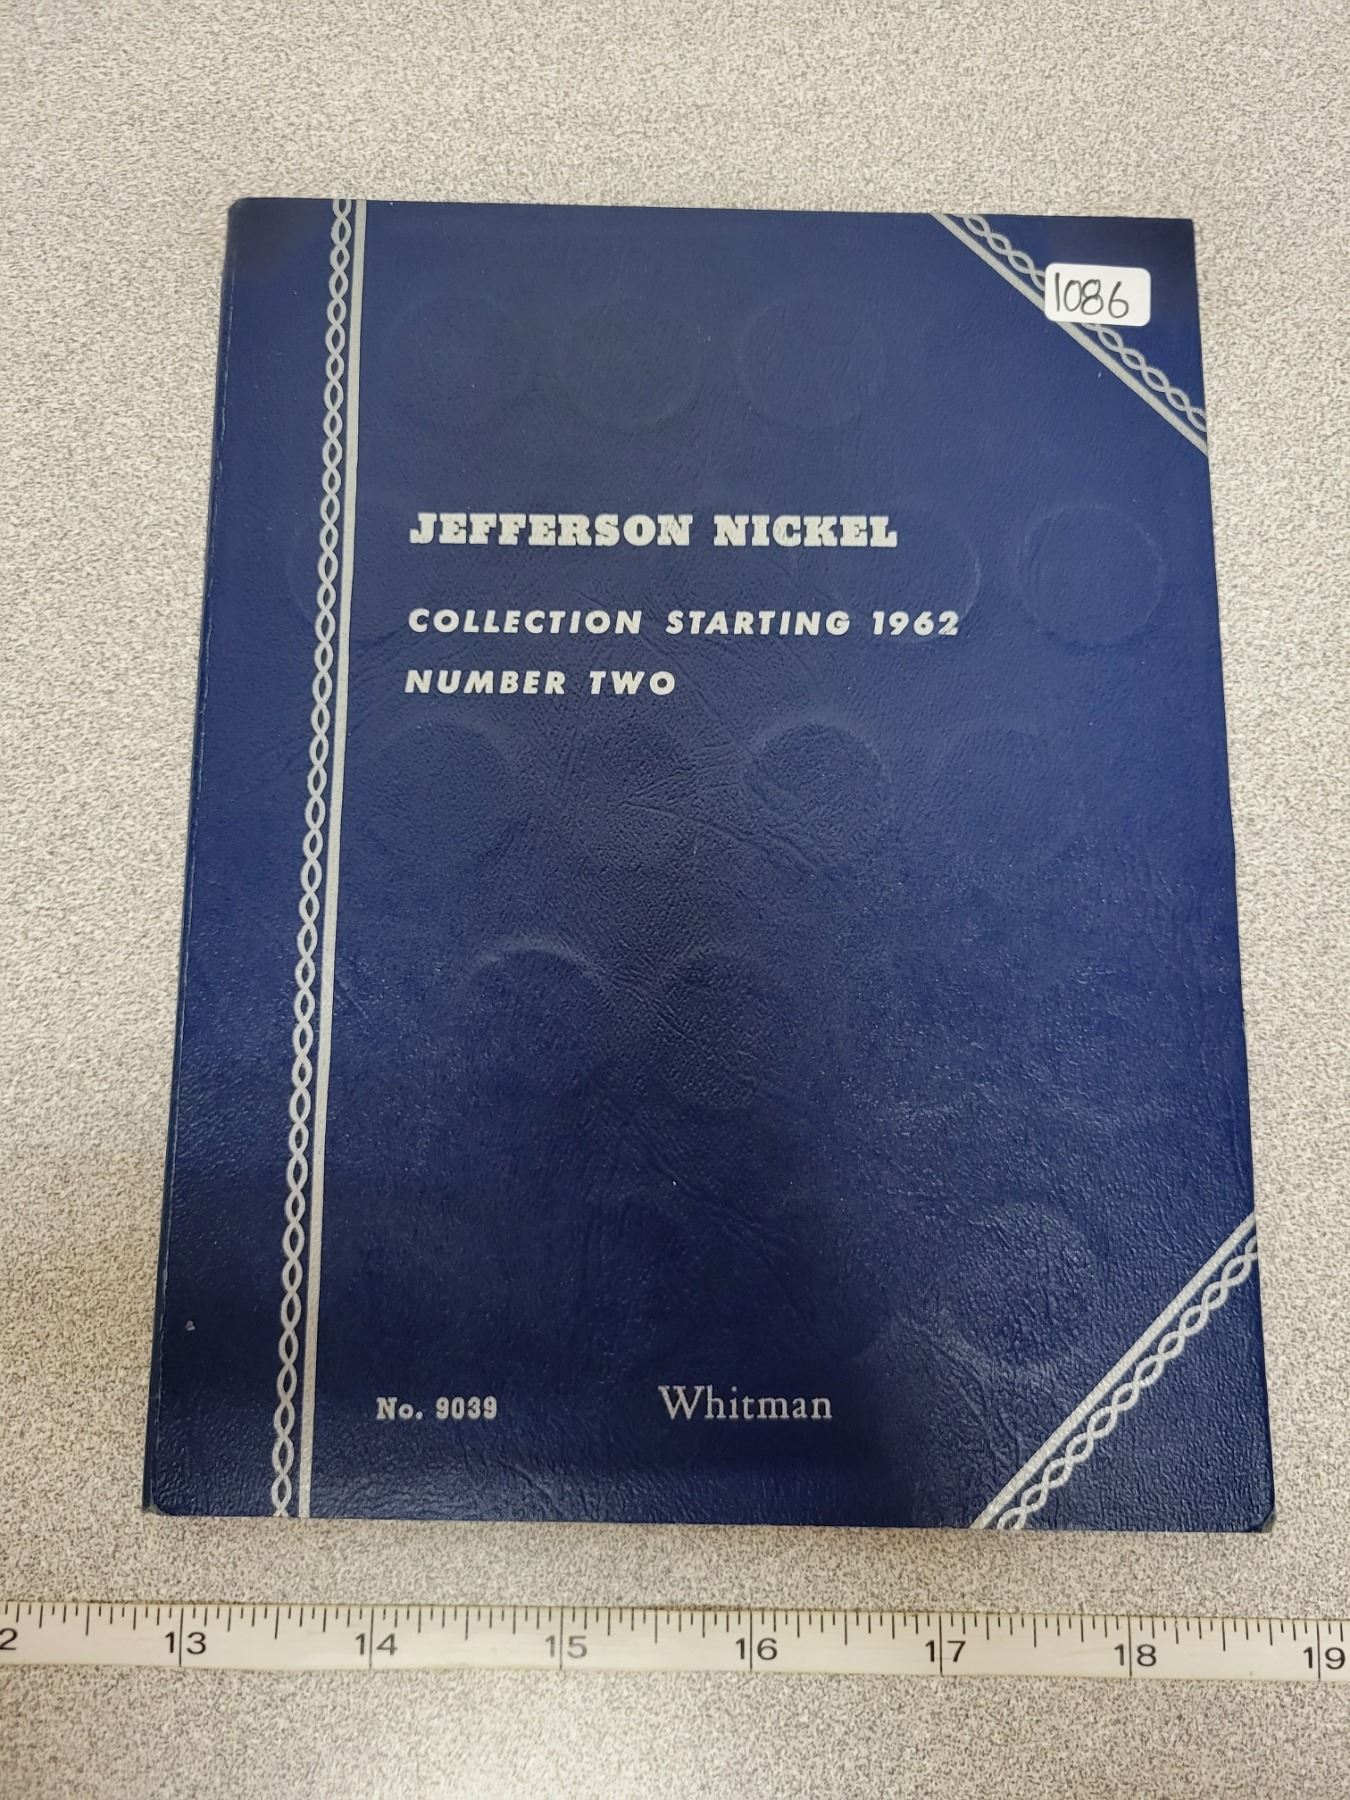 1086
JEFFERSON NICKEL
COLLECTION STARTING 1962
NUMBER TWO
No. 9039 Whitman
2 13 14 15 16 17 18 19